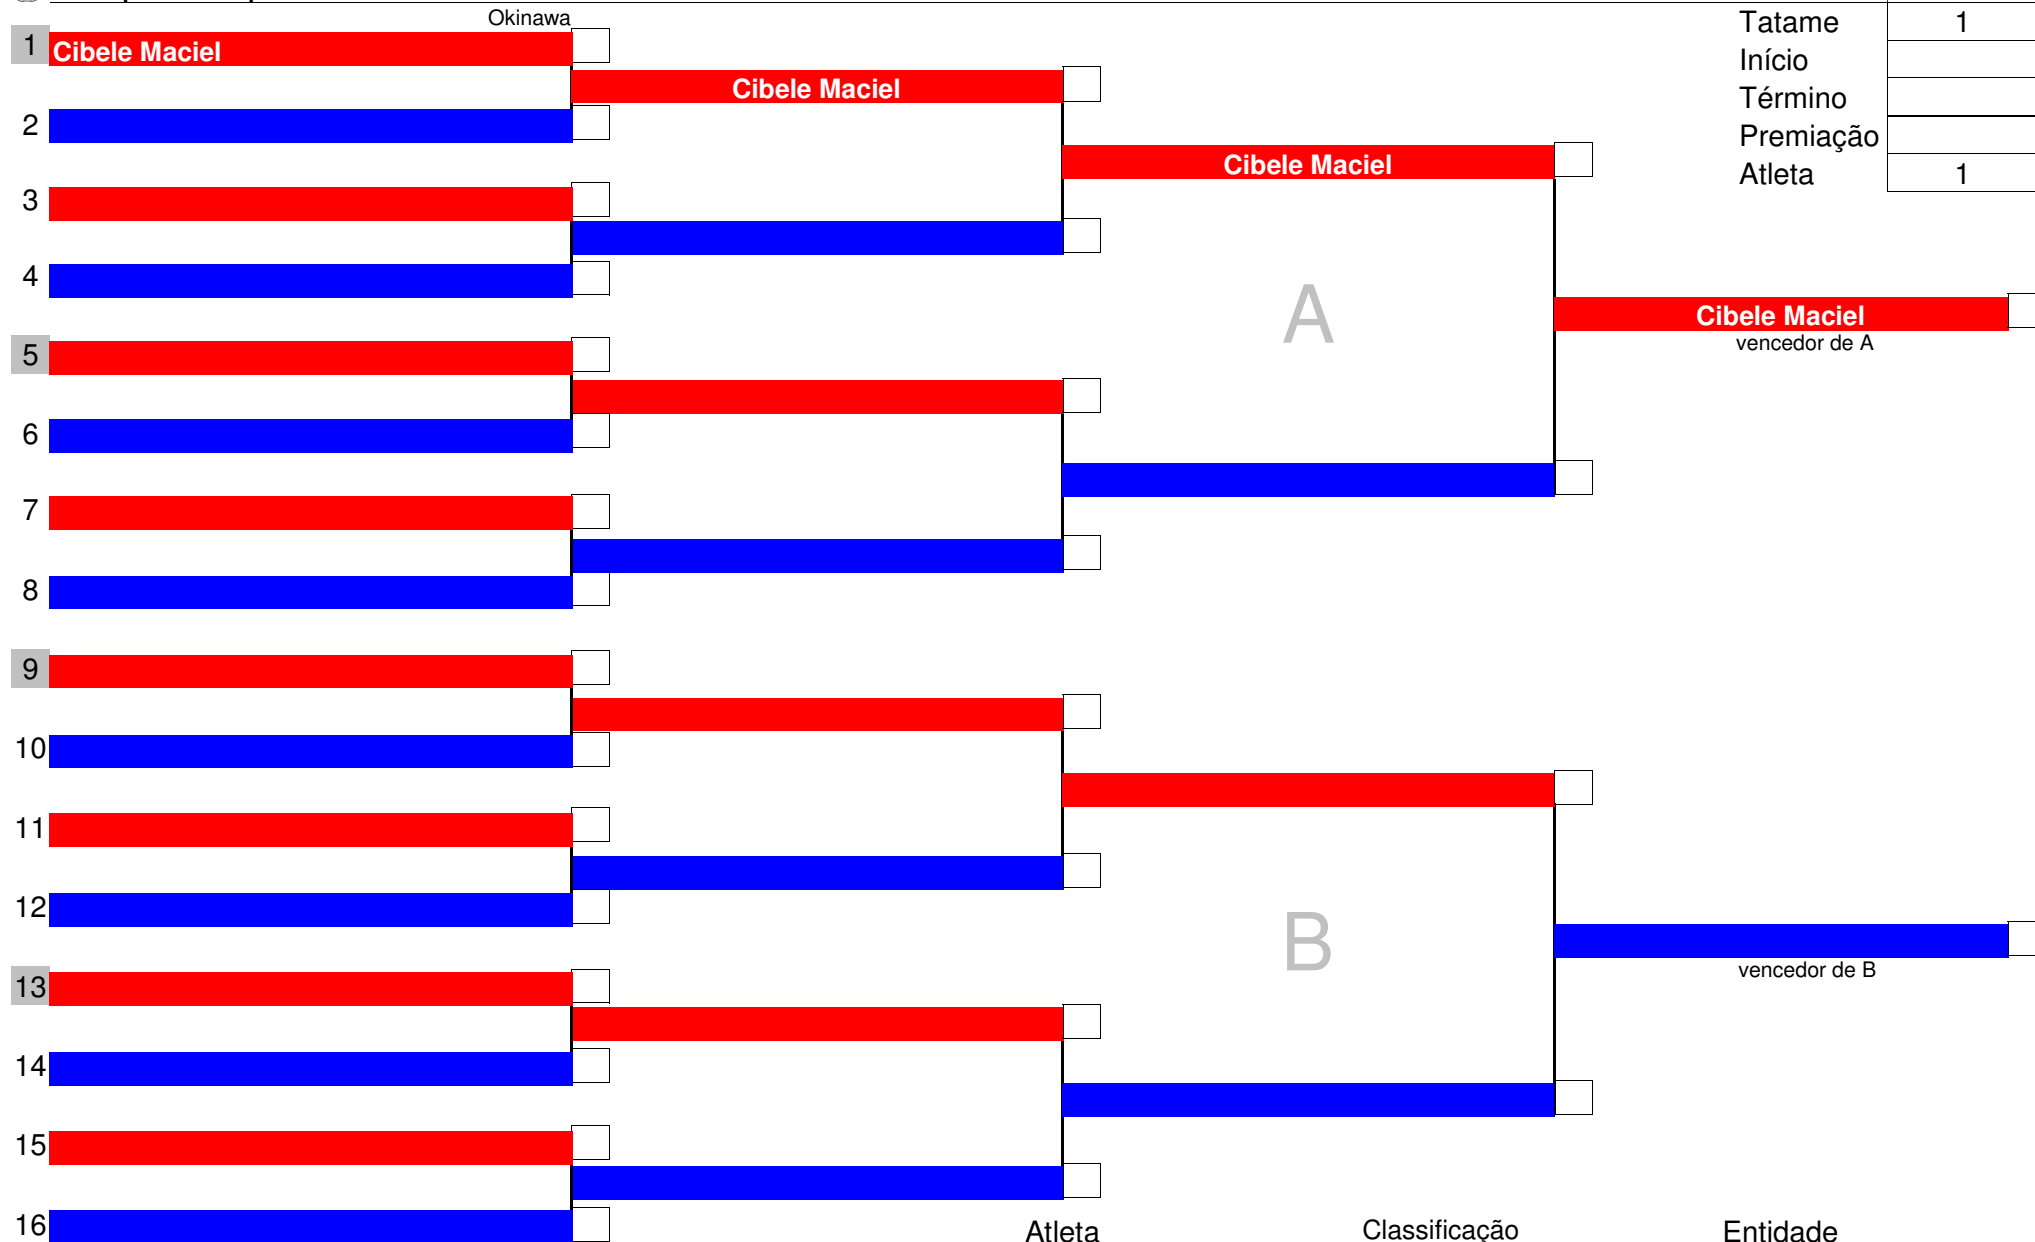 Okinawa
Tatame 1
1 Cibele Maciel
Início
Cibele Maciel
Término
2
Premiação
Cibele Maciel
Atleta 1
3
4
A
Cibele Maciel
vencedor de A
5
6
7
8
9
10
11
12
B
vencedor de B
13
14
15
16
Atleta Classificação Entidade